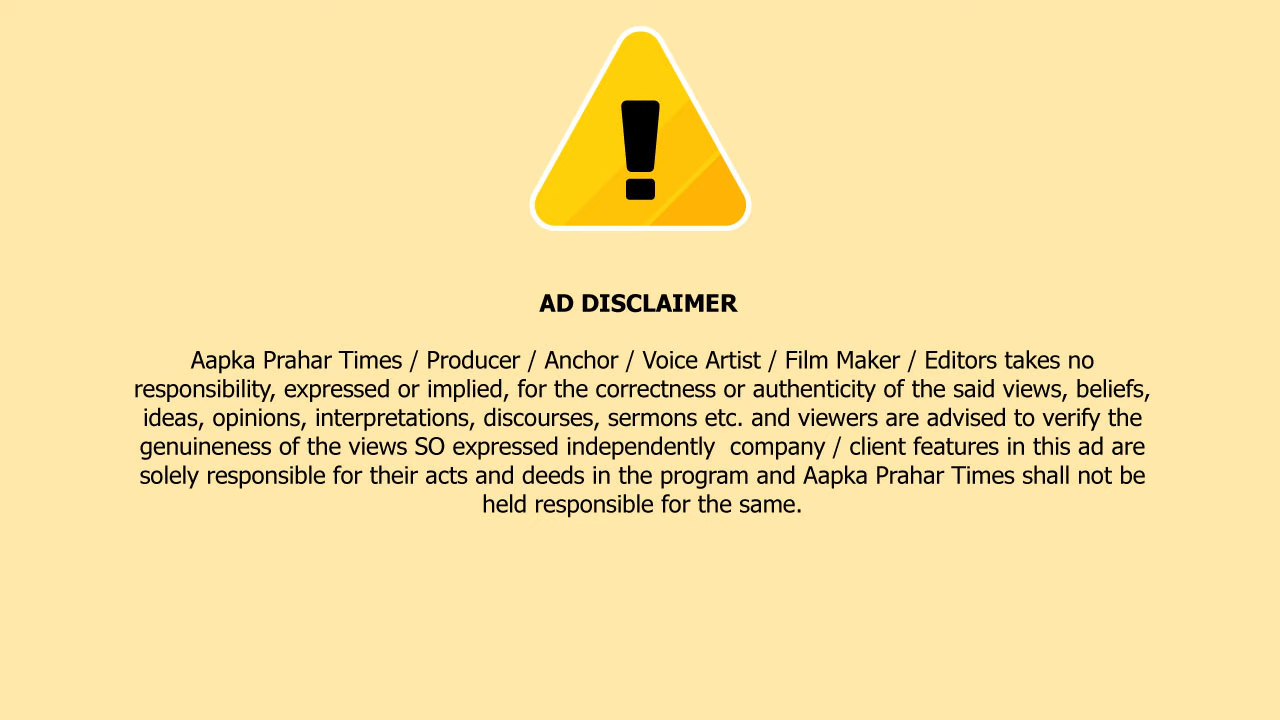 AD DISCLAIMER
Aapka Prahar Times / Producer / Anchor / Voice Artist / Film Maker / Editors takes no
responsibility, expressed or implied, for the correctness or authenticity of the said views, beliefs,
ideas, opinions, interpretations, discourses, sermons etc. and viewers are advised to verify the
genuineness of the views SO expressed independently  company / client features in this ad are
solely responsible for their acts and deeds in the program and Aapka Prahar Times shall not be
held responsible for the same.